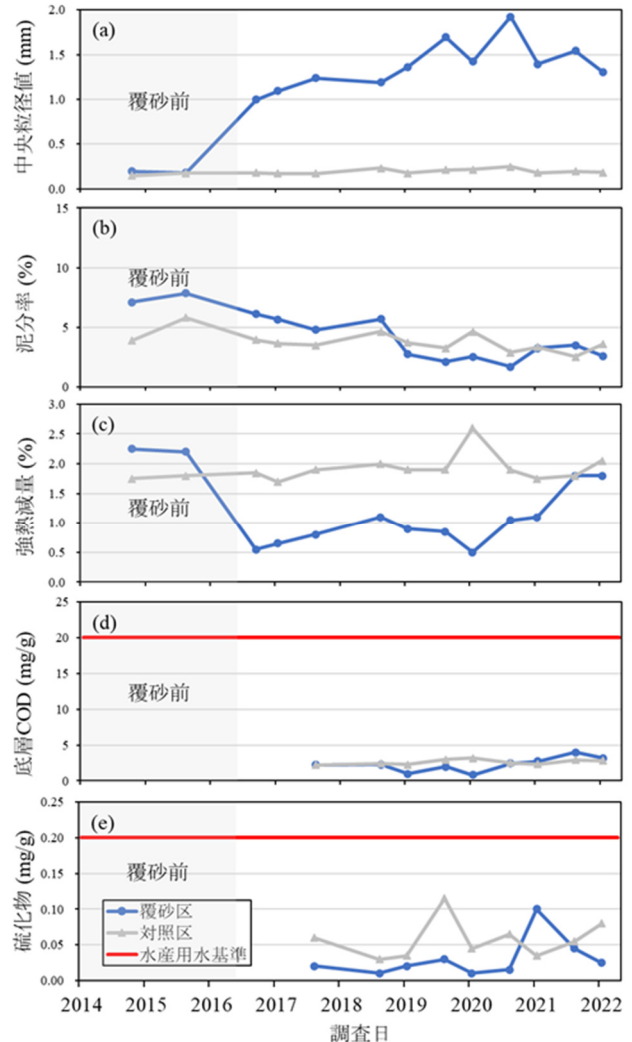 (a)
中央粒径値 (mm)
2.0
1.5
1.0
0.5
0.0
覆砂前
(b)
泥分率 (%)
15
10
5
0
覆砂前
(c)
強熱減量 (%)
3.0
2.5
2.0
1.5
1.0
0.5
0.0
覆砂前
(d)
底層COD (mg/g)
25
20
15
10
5
0
覆砂前
(e)
硫化物 (mg/g)
0.25
0.20
0.15
0.10
0.05
0.00
覆砂前
覆砂区
対照区
水産用水基準
2014 2015 2016 2017 2018 2019 2020 2021 2022
調査日